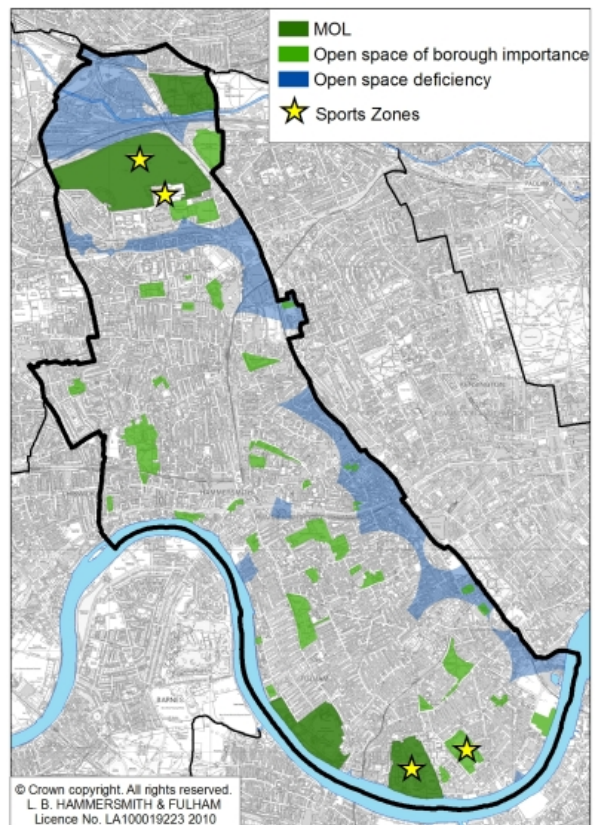 MOL
Open space of borough importance
Open space deficiency
Sports Zones
HAMMERSMITH
FULHAM
BARNES
© Crown copyright. All rights reserved.
L. B. HAMMERSMITH & FULHAM
Licence No. LA100019223 2010